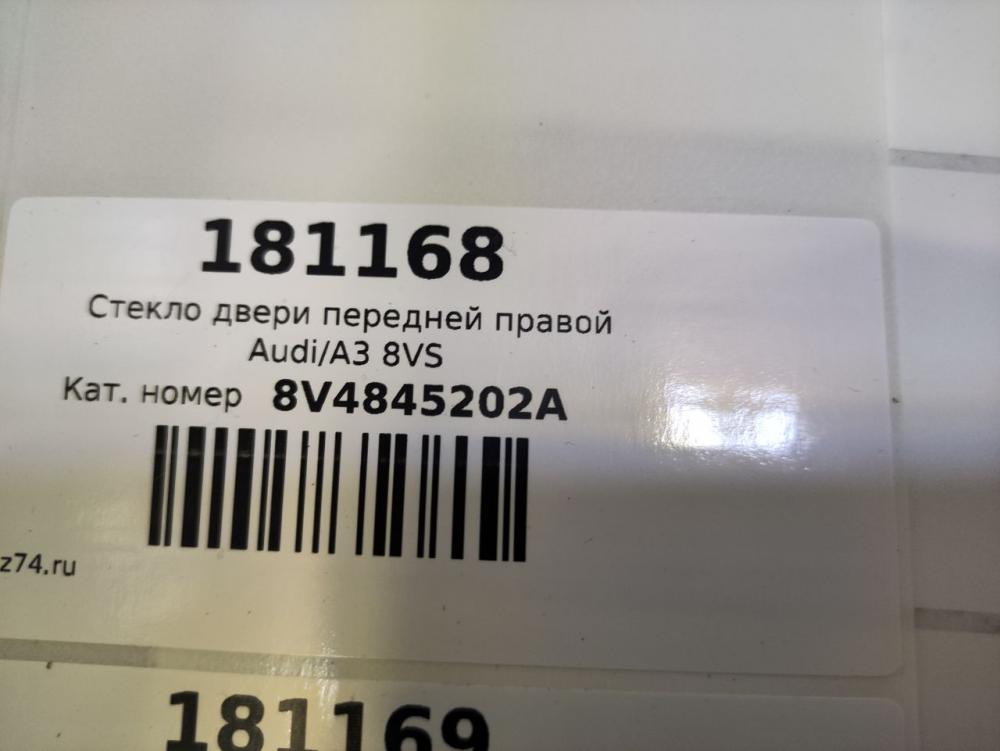 181168
Стекло двери передней правой
Audi/A3 8VS
Кат. номер 8V4845202A
z74.ru
181169